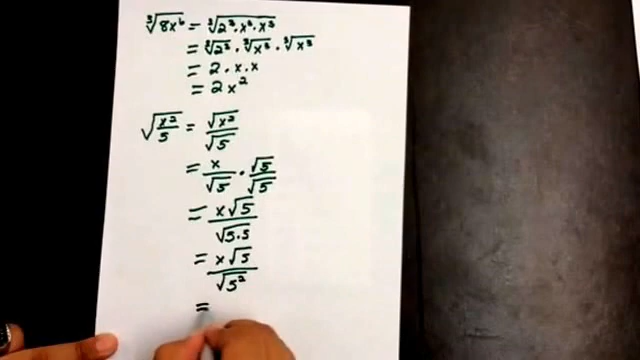 ∛8x⁶ = ∛2³·x³·x³
= ∛2³ · ∛x³ · ∛x³
= 2 · x · x
= 2x²
√x²/5 = √x²/√5
= x/√5 · √5/√5
= x√5/√5·5
= x√5/√5²
=